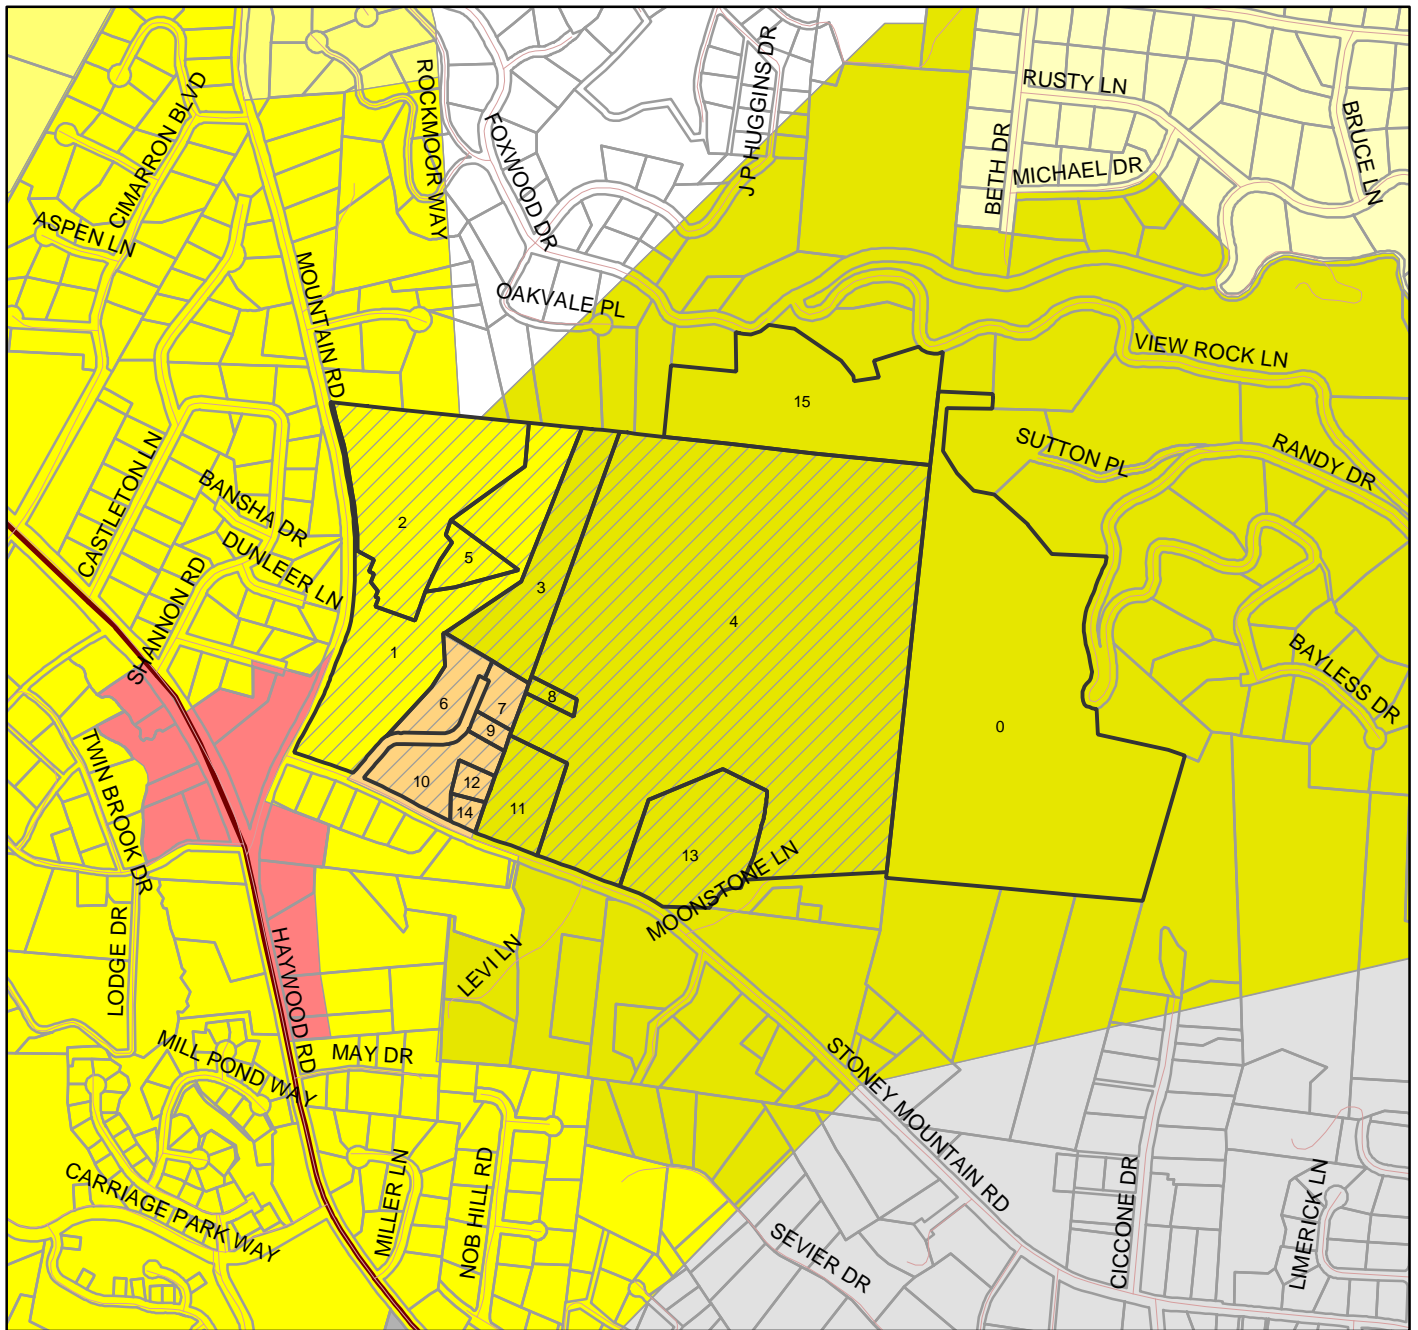 RUSTY LN
ROCKMOOR WAY
J P HUGGINS DR
CIMARRON BLVD
FOXWOOD DR
BRUCE LN
BETH DR
MICHAEL DR
ASPEN LN
MOUNTAIN RD
OAKVALE PL
VIEW ROCK LN
15
SUTTON PL
RANDY DR
CASTLETON LN
BANSHA DR
2
DUNLEER LN
5
3
SHANNON RD
4
1
BAYLESS DR
6
8
7
0
9
TWIN BROOK DR
10
12
11
14
13
MOONSTONE LN
LODGE DR
HAYWOOD RD
LEVI LN
MILL POND WAY
MAY DR
STONEY MOUNTAIN RD
CARRIAGE PARK WAY
MILLER LN
NOB HILL RD
SEVIER DR
CICCONE DR
LIMERICK LN